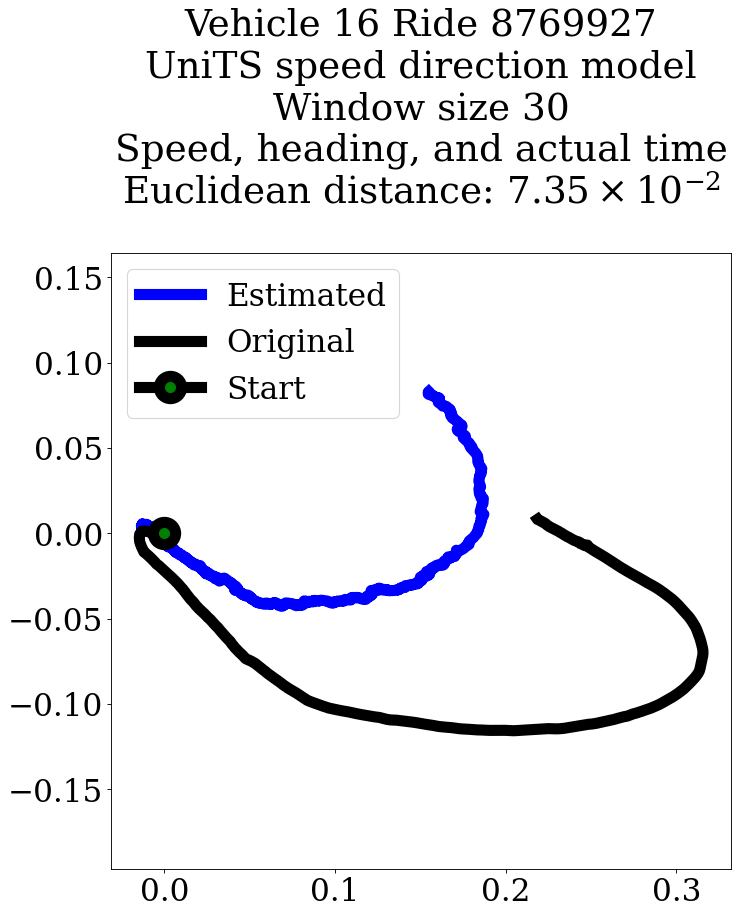 Vehicle 16 Ride 8769927
UniTS speed direction model
Window size 30
Speed, heading, and actual time
Euclidean distance: 7.35 × 10⁻²
Estimated
Original
Start
0.15
0.10
0.05
0.00
−0.05
−0.10
−0.15
0.0 0.1 0.2 0.3